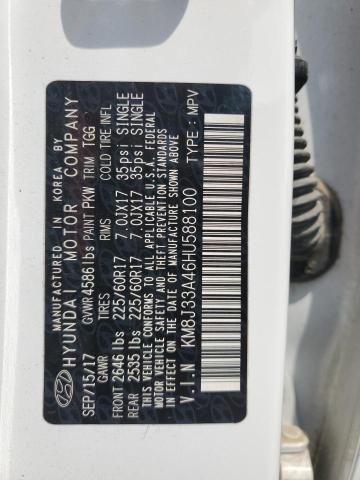 MANUFACTURED IN KOREA BY
HYUNDAI MOTOR COMPANY
SEP/15/17 GVWR 4586 lbs PAINT PKW TRIM TGG
GAWR TIRES RIMS COLD TIRE INFL
FRONT 2646 lbs 225/60R17 7.0JX17 35psi SINGLE
REAR 2535 lbs 225/60R17 7.0JX17 35psi SINGLE
THIS VEHICLE CONFORMS TO ALL APPLICABLE U.S.A. FEDERAL
MOTOR VEHICLE SAFETY AND THEFT PREVENTION STANDARDS
IN EFFECT ON THE DATE OF MANUFACTURE SHOWN ABOVE.
V.I.N KM8J33A46HU588100 TYPE : MPV